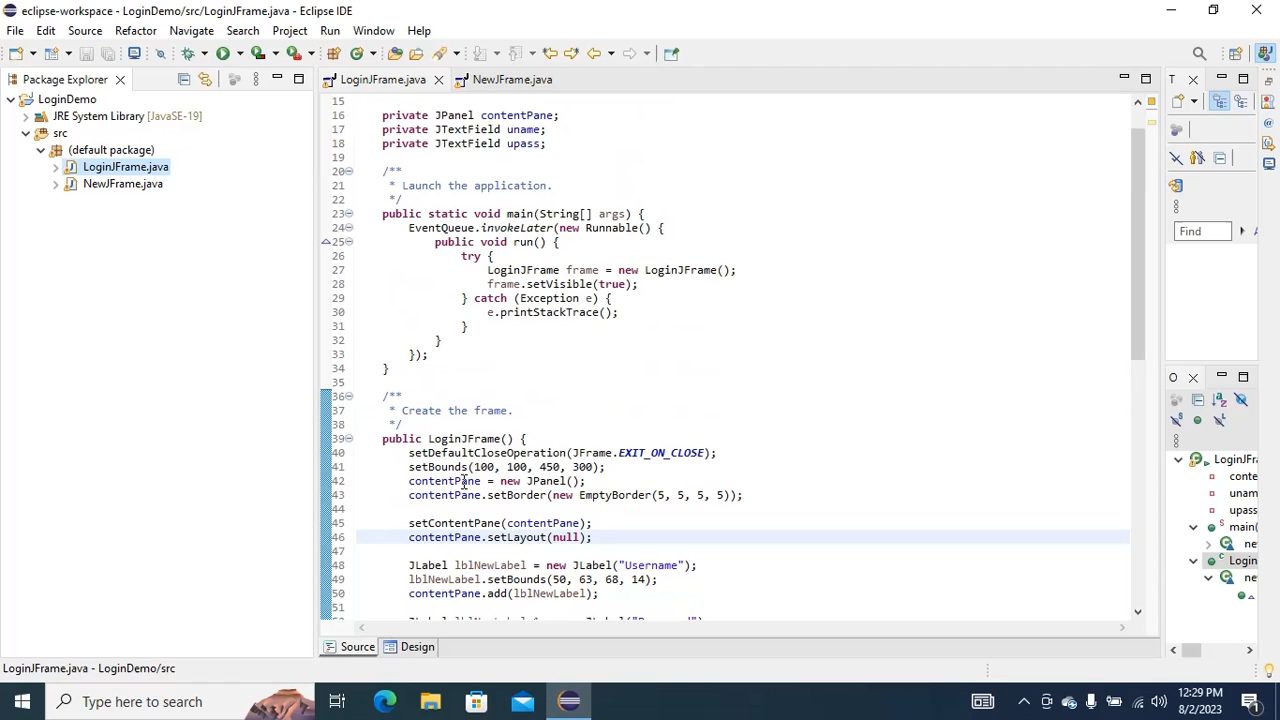 eclipse-workspace - LoginDemo/src/LoginJFrame.java - Eclipse IDE
File Edit Source Refactor Navigate Search Project Run Window Help
Package Explorer
LoginJFrame.java
NewJFrame.java
T
LoginDemo
JRE System Library [JavaSE-19]
src
(default package)
LoginJFrame.java
NewJFrame.java
15
16 private JPanel contentPane;
17 private JTextField uname;
18 private JTextField upass;
19
20 /**
21 * Launch the application.
22 */
23 public static void main(String[] args) {
24 EventQueue.invokeLater(new Runnable() {
25 public void run() {
26 try {
27 LoginJFrame frame = new LoginJFrame();
28 frame.setVisible(true);
29 } catch (Exception e) {
30 e.printStackTrace();
31 }
32 }
33 });
34 }
35
36 /**
37 * Create the frame.
38 */
39 public LoginJFrame() {
40 setDefaultCloseOperation(JFrame.EXIT_ON_CLOSE);
41 setBounds(100, 100, 450, 300);
42 contentPane = new JPanel();
43 contentPane.setBorder(new EmptyBorder(5, 5, 5, 5));
44
45 setContentPane(contentPane);
46 contentPane.setLayout(null);
47
48 JLabel lblNewLabel = new JLabel("Username");
49 lblNewLabel.setBounds(50, 63, 68, 14);
50 contentPane.add(lblNewLabel);
51
Find
O
LoginJF
conte
unam
upass
main(
ne
Login
ne
Source Design
LoginJFrame.java - LoginDemo/src
Type here to search
12:29 PM
8/2/2023